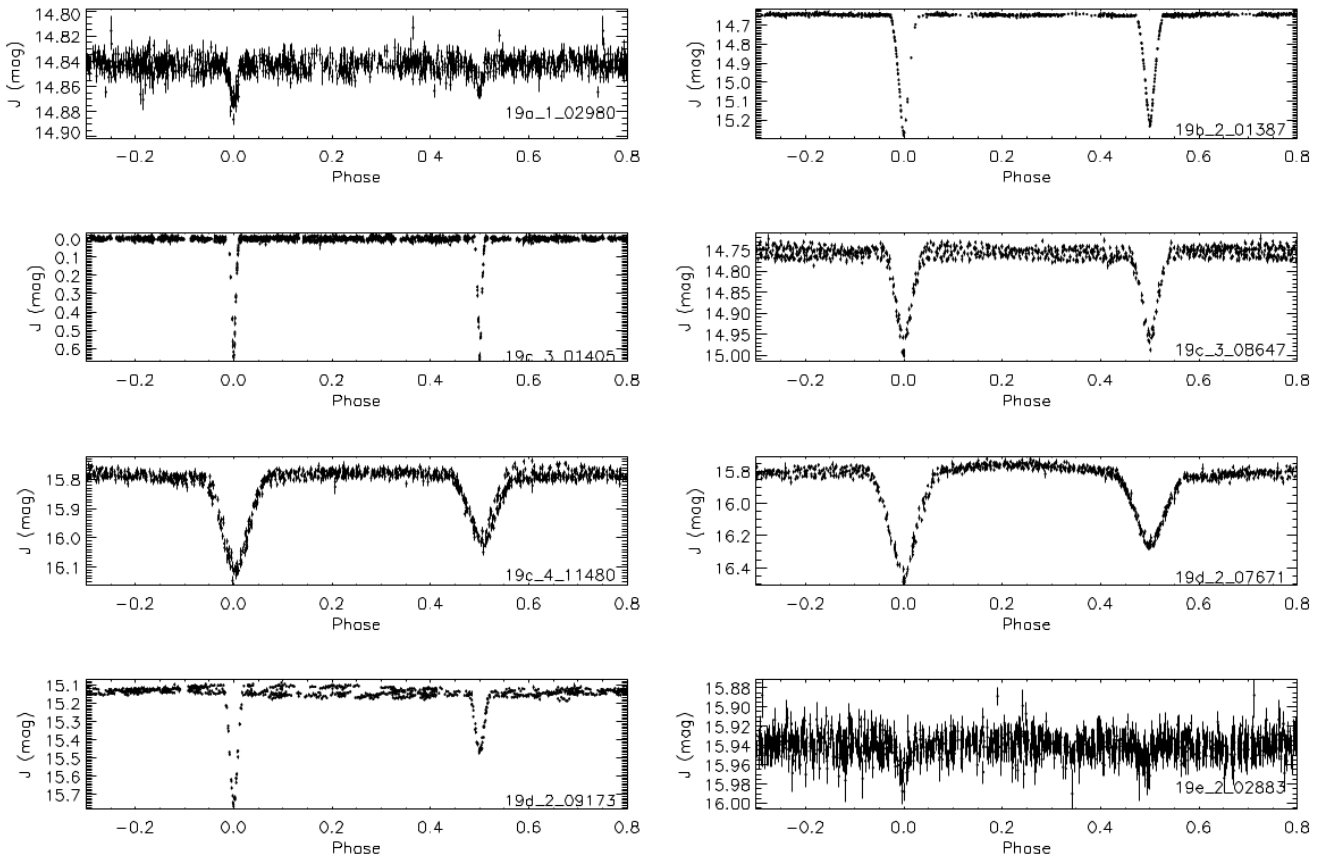 14.80
14.82
14.84
14.86
14.88
14.90
J (mag)
19a_1_02980
−0.2 0.0 0.2 0.4 0.6 0.8
Phase
14.7
14.8
14.9
15.0
15.1
15.2
J (mag)
19b_2_01387
−0.2 0.0 0.2 0.4 0.6 0.8
Phase
0.0
0.1
0.2
0.3
0.4
0.5
0.6
J (mag)
19c_3_01405
−0.2 0.0 0.2 0.4 0.6 0.8
Phase
14.75
14.80
14.85
14.90
14.95
15.00
J (mag)
19c_3_08647
−0.2 0.0 0.2 0.4 0.6 0.8
Phase
15.8
15.9
16.0
16.1
J (mag)
19c_4_11480
−0.2 0.0 0.2 0.4 0.6 0.8
Phase
15.8
16.0
16.2
16.4
J (mag)
19d_2_07671
−0.2 0.0 0.2 0.4 0.6 0.8
Phase
15.1
15.2
15.3
15.4
15.5
15.6
15.7
J (mag)
19d_2_09173
−0.2 0.0 0.2 0.4 0.6 0.8
Phase
15.88
15.90
15.92
15.94
15.96
15.98
16.00
J (mag)
19e_2_02883
−0.2 0.0 0.2 0.4 0.6 0.8
Phase